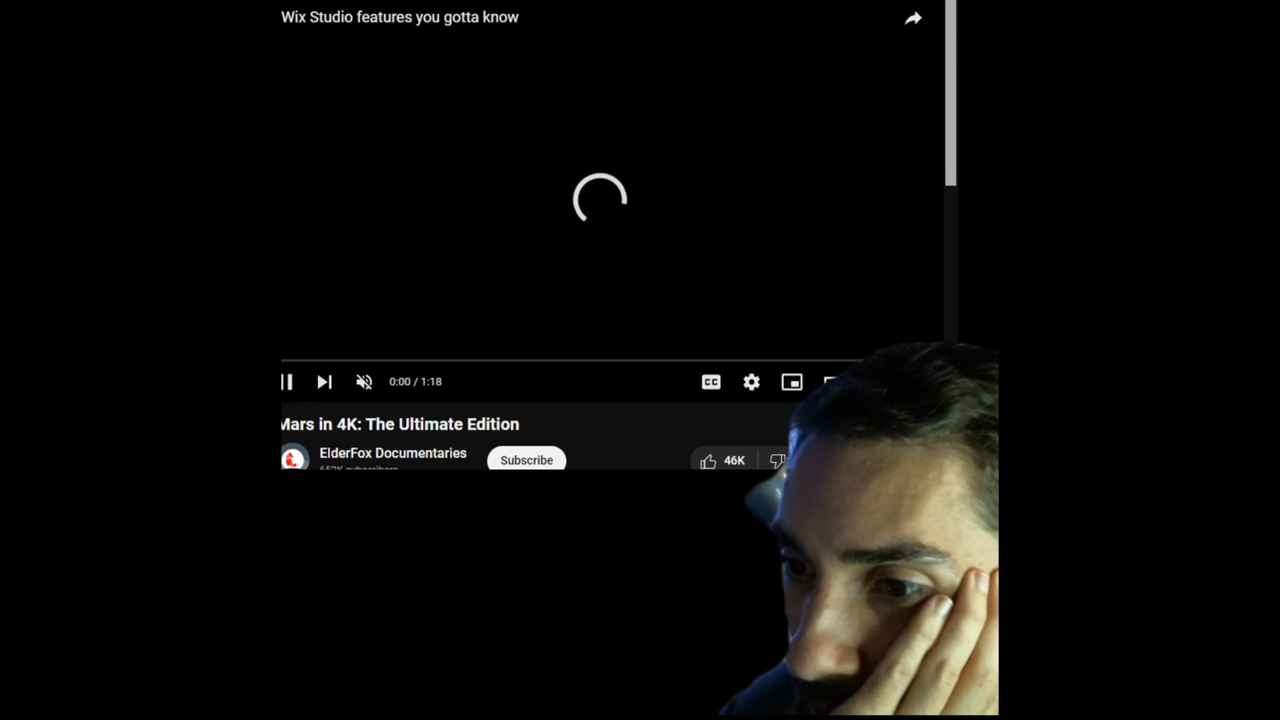 Wix Studio features you gotta know
0:00 / 1:18
CC
Mars in 4K: The Ultimate Edition
ElderFox Documentaries
Subscribe
46K